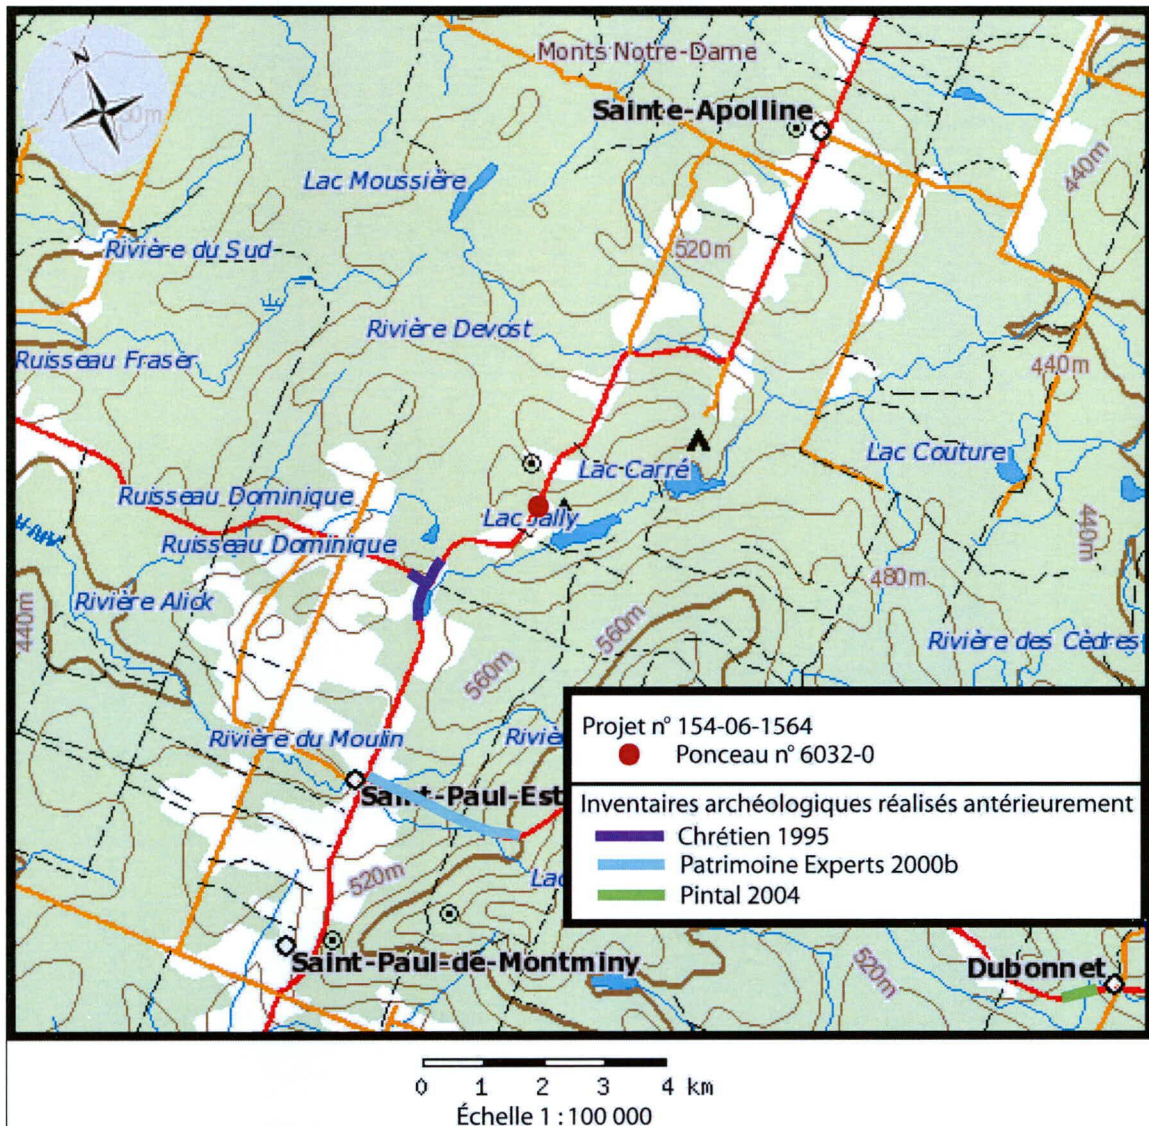 N
Monts Notre-Dame
Sainte-Apolline
Lac Moussière
440m
Rivière du Sud
520m
Rivière Devost
Ruisseau Fraser
440m
Lac Couture
Lac Carré
Ruisseau Dominique
Lac Jally
Ruisseau Dominique
440m
480m
Rivière Alick
440m
560m
Rivière des Cèdres
560m
Projet n° 154-06-1564
Rivière du Moulin
Riviè
Ponceau n° 6032-0
Saint-Paul-Est
Inventaires archéologiques réalisés antérieurement
Chrétien 1995
Patrimoine Experts 2000b
520m
Lac
Pintal 2004
Saint-Paul-de-Montminy
520m
Dubonnet
0 1 2 3 4 km
Échelle 1 : 100 000